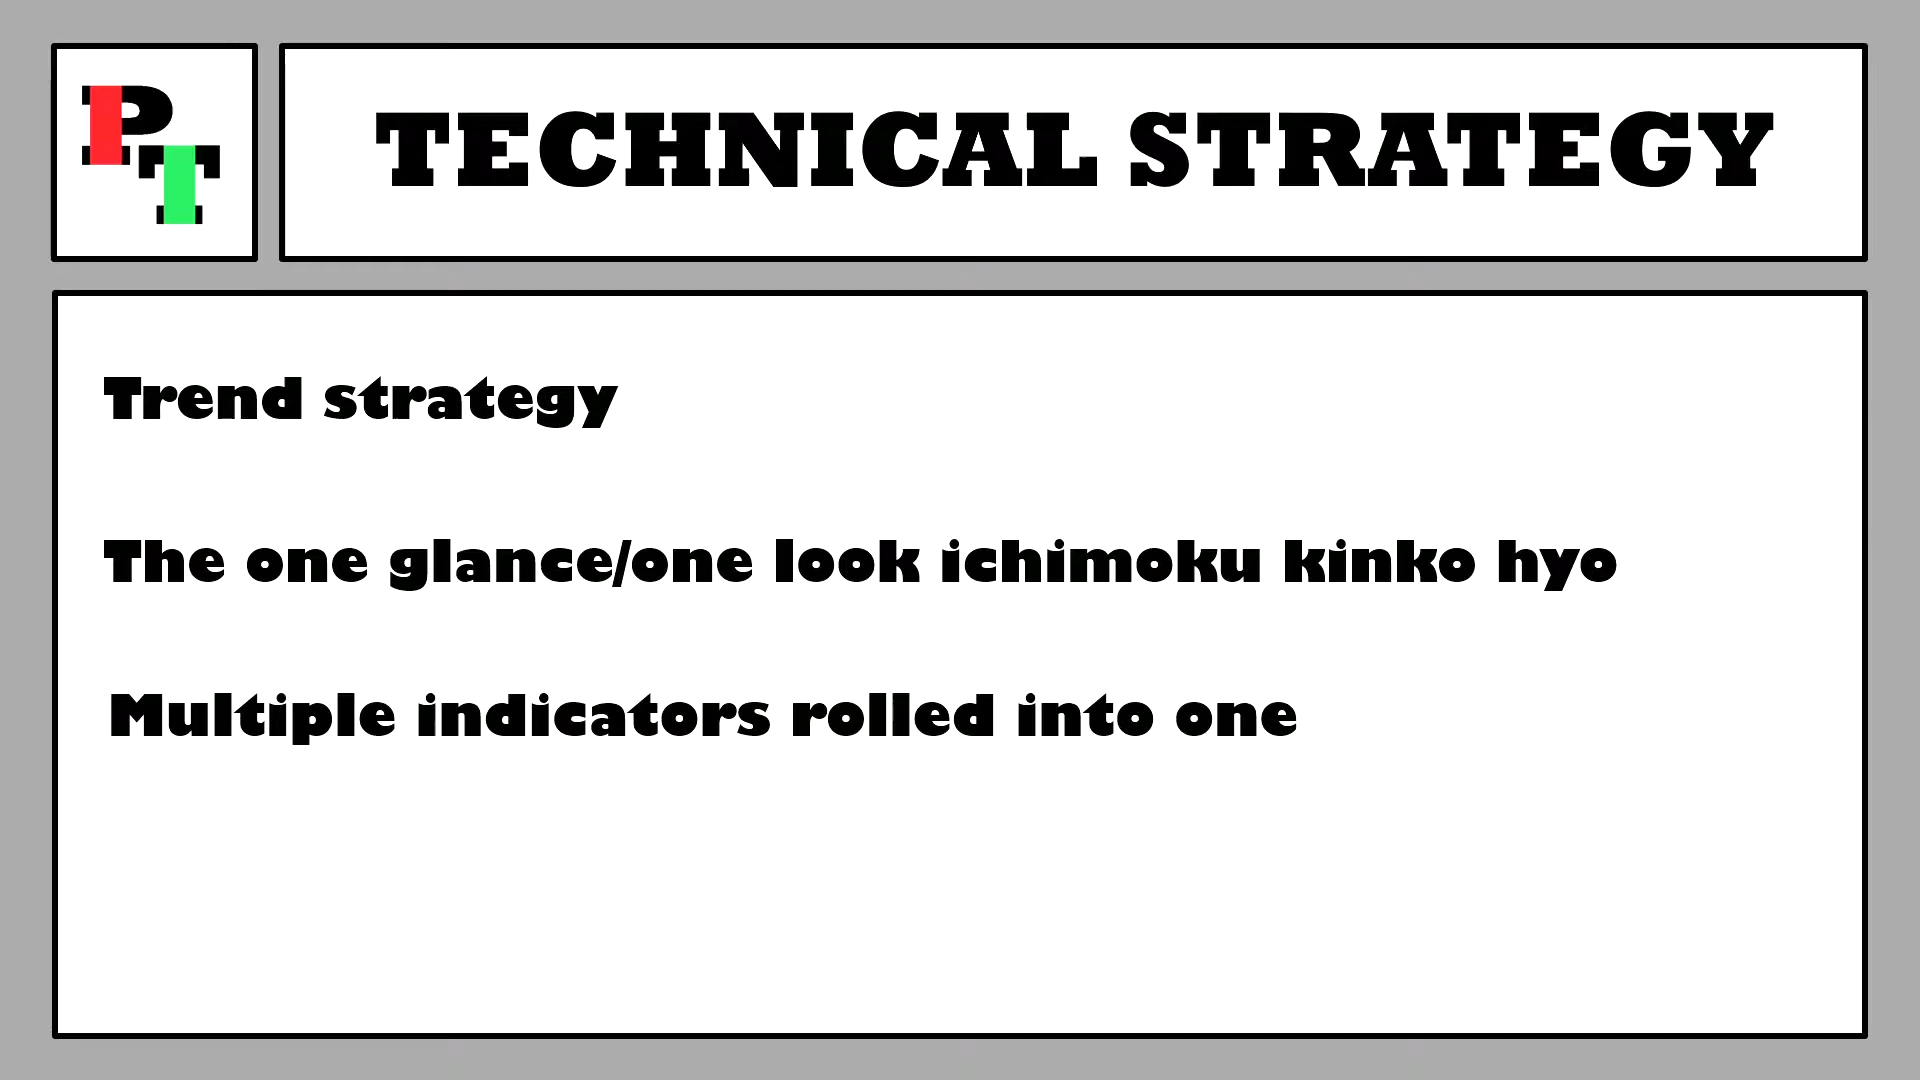 PT
TECHNICAL STRATEGY
Trend strategy
The one glance/one look ichimoku kinko hyo
Multiple indicators rolled into one